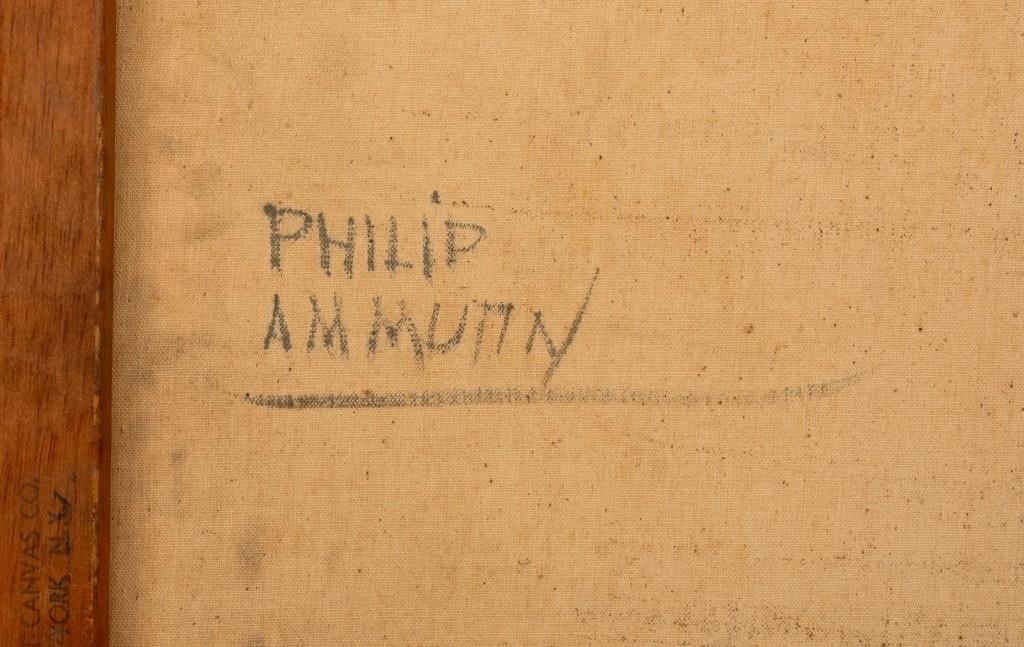 PHILiP
AMMUTIN
CANVAS CO.
YORK N.Y.